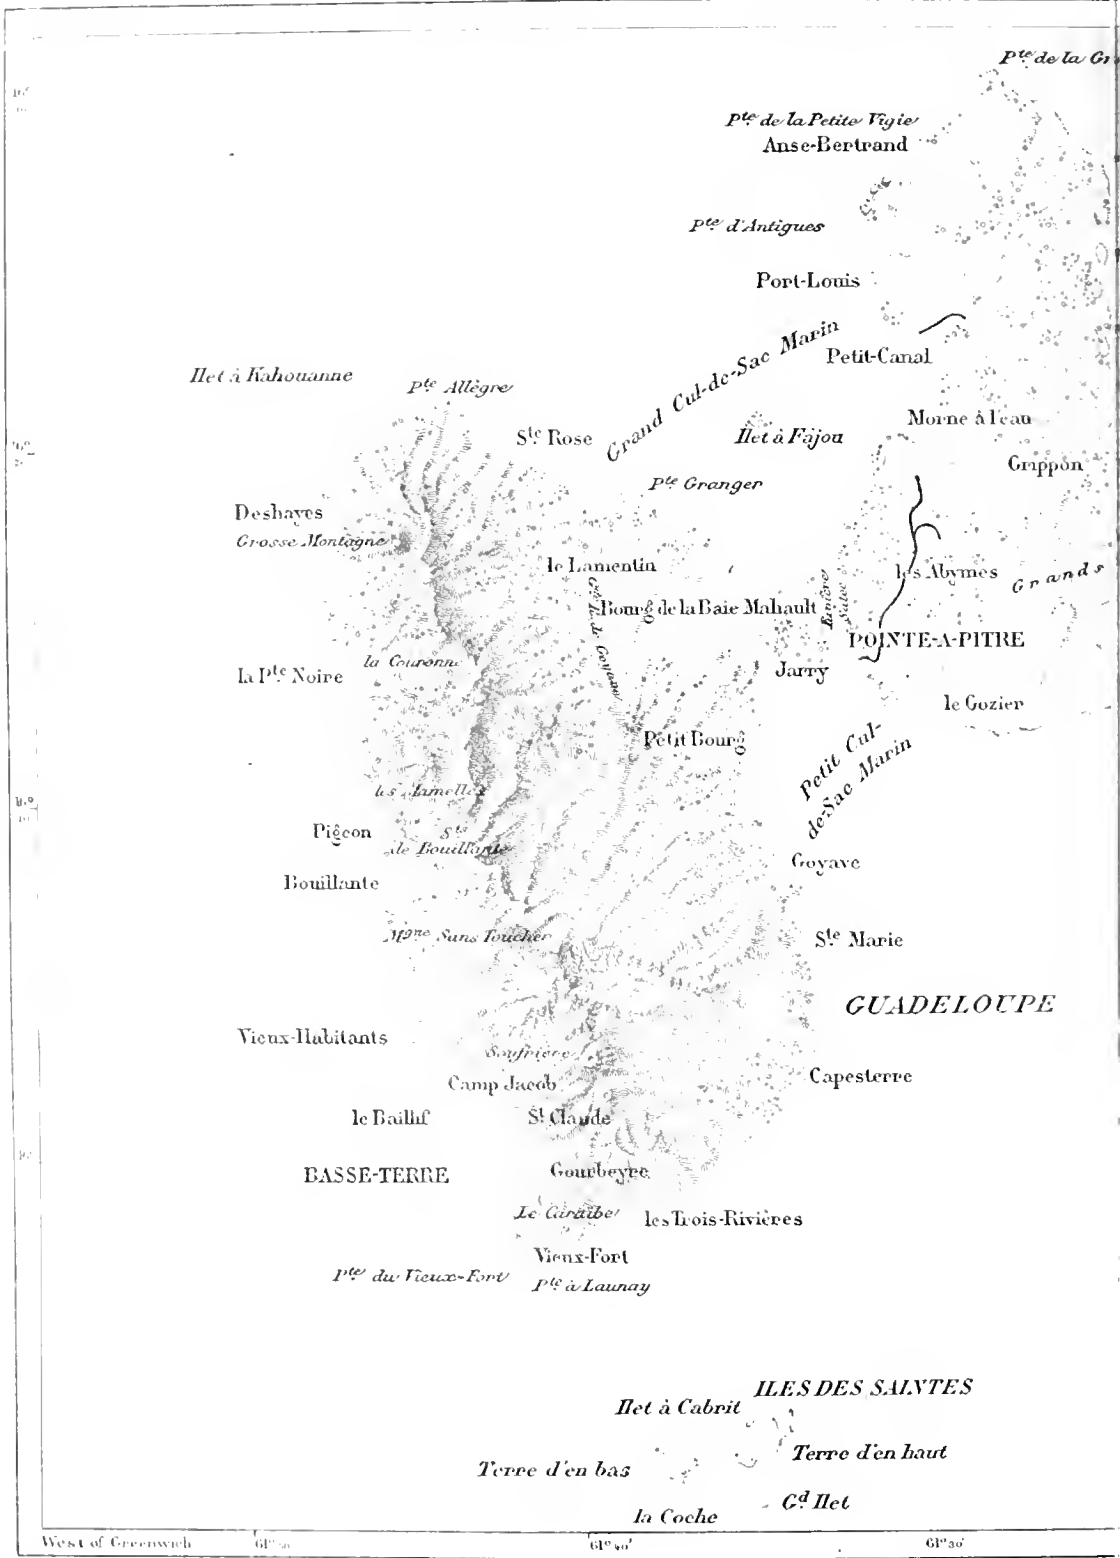 Pte de la Gr
Pte de la Petite Vigie
Anse-Bertrand
Pte d'Antigues
Port-Louis
Grand Cul-de-Sac Marin
Petit-Canal
Ilet à Kahouanne
Pte Allègre
Morne à l'eau
Ste Rose
Ilet à Fajou
Grippon
Pte Granger
Deshayes
Grosse Montagne
le Lamentin
les Abymes
Grands
Bourg de la Baie Mahault
Rivière
Salée
POINTE-A-PITRE
la Couronne
Jarry
la Pte Noire
le Gozier
Petit Bourg
Petit Cul-
de-Sac Marin
les Mamelles
Pigeon
Sts
de Bouillante
Goyave
Bouillante
Mgne Sans Toucher
Ste Marie
GUADELOUPE
Vieux-Habitants
Soufrière
Camp Jacob
Capesterre
le Baillif
St Claude
BASSE-TERRE
Gourbeyre
Le Caraïbe
les Trois-Rivières
Vieux-Fort
Pte du Vieux-Fort
Pte à Launay
ILES DES SAINTES
Ilet à Cabrit
Terre d'en haut
Terre d'en bas
Gd Ilet
la Coche
West of Greenwich
61° 50'
61° 40'
61° 30'